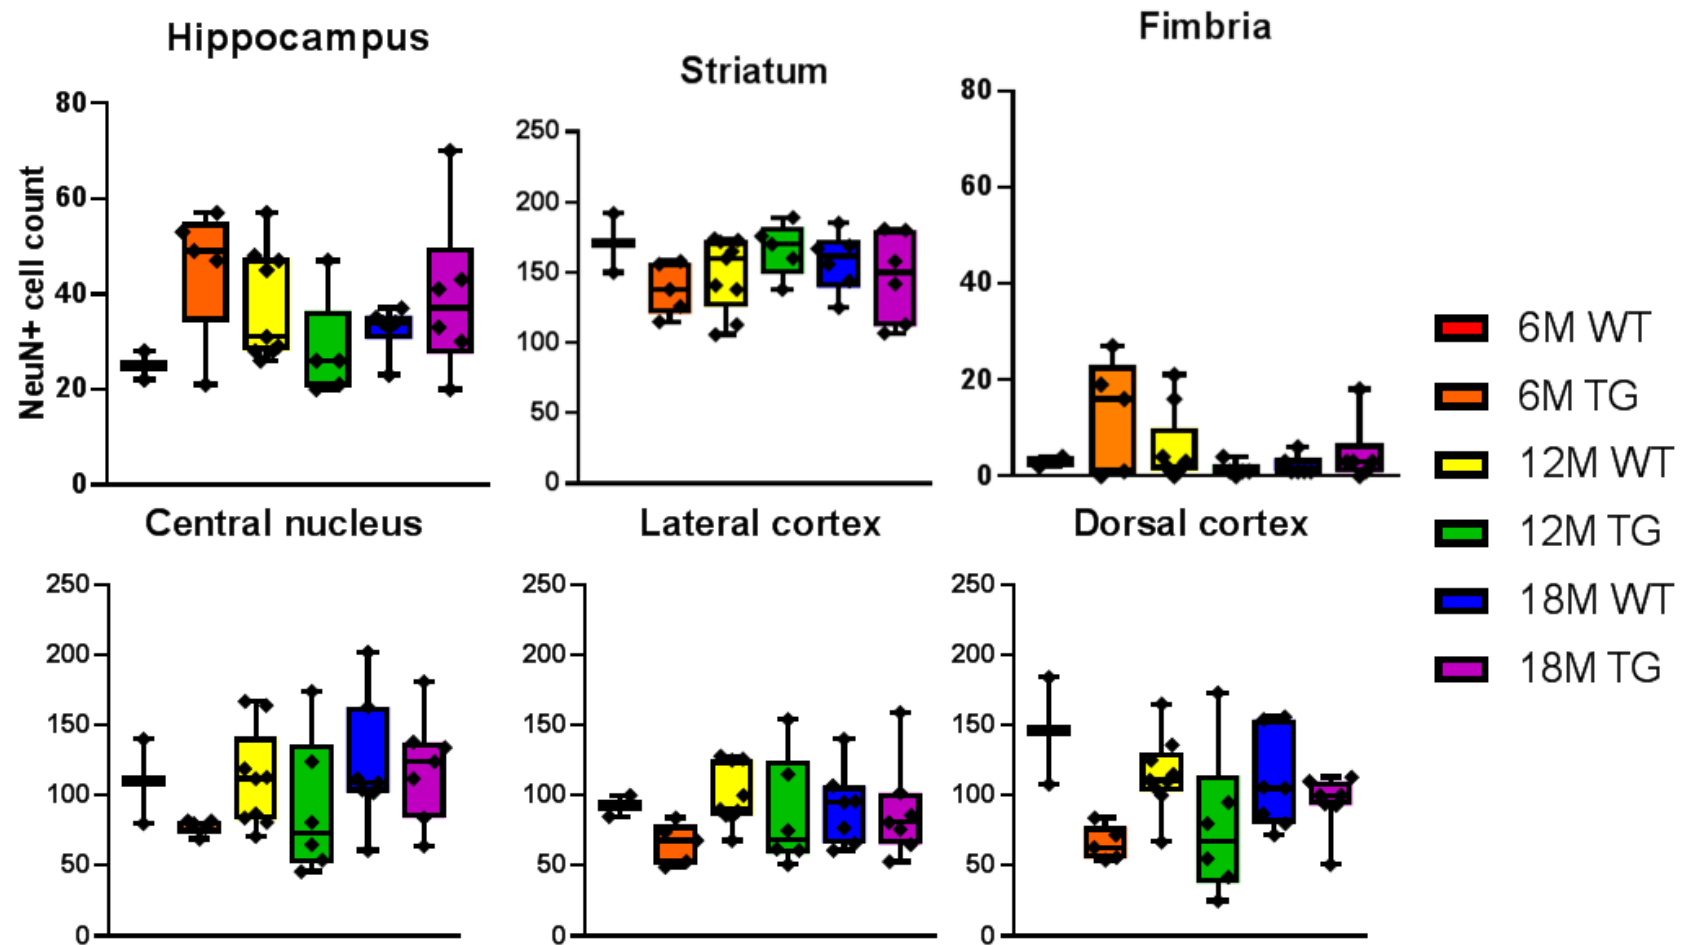 Hippocampus
NeuN+ cell count
80
60
40
20
0
Striatum
250
200
150
100
50
0
Fimbria
80
60
40
20
0
Central nucleus
250
200
150
100
50
0
Lateral cortex
250
200
150
100
50
0
Dorsal cortex
250
200
150
100
50
0
6M WT
6M TG
12M WT
12M TG
18M WT
18M TG